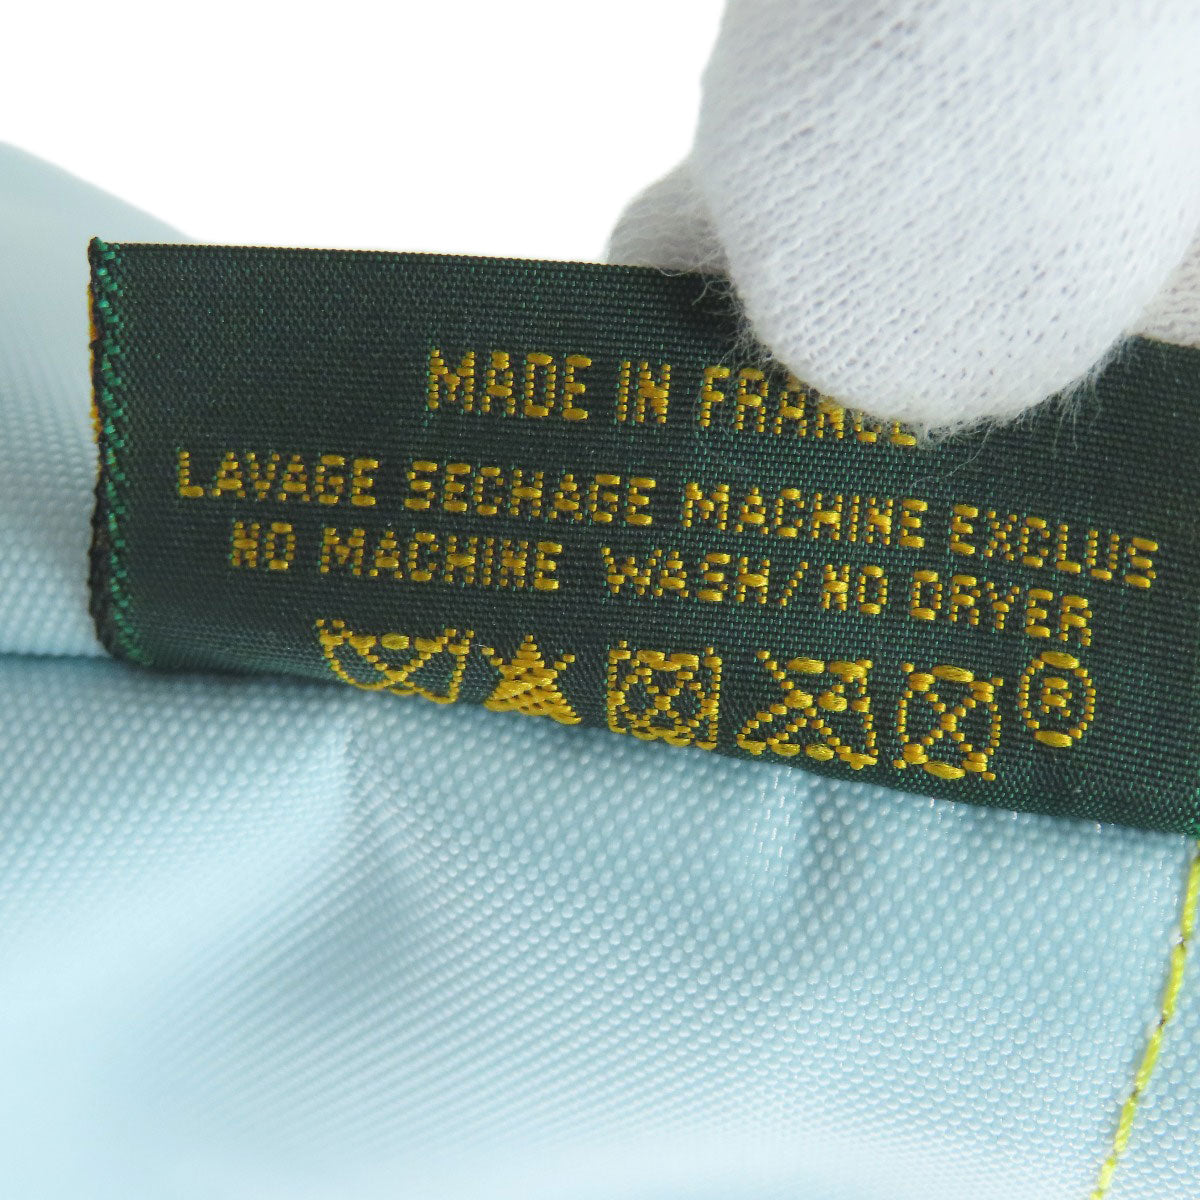 MADE IN FRANCE
LAVAGE SECHAGE MACHINE EXCLUS
NO MACHINE WASH/NO DRYER
®